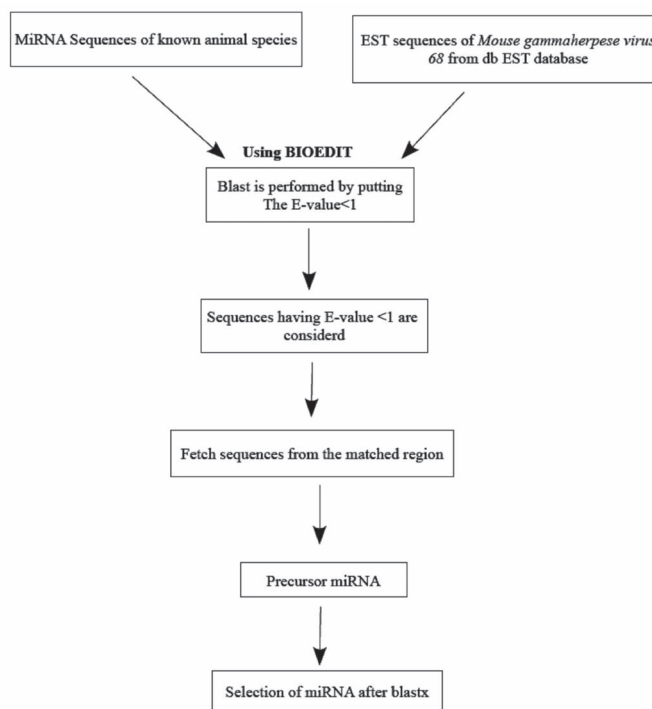 MiRNA Sequences of known animal species
EST sequences of Mouse gammaherpese virus
68 from db EST database
Using BIOEDIT
Blast is performed by putting
The E-value<1
Sequences having E-value <1 are
considerd
Fetch sequences from the matched region
Precursor miRNA
Selection of miRNA after blastx